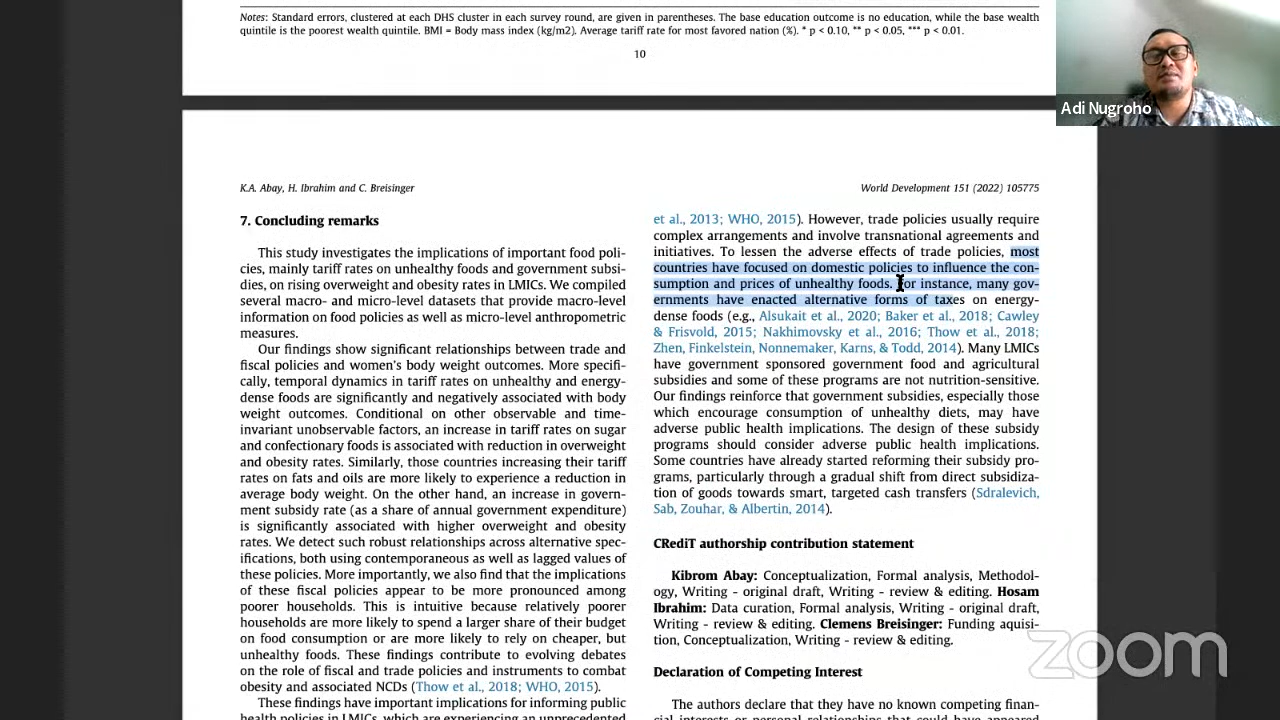 Notes: Standard errors, clustered at each DHS cluster in each survey round, are given in parentheses. The base education outcome is no education, while the base wealth
quintile is the poorest wealth quintile. BMI = Body mass index (kg/m2). Average tariff rate for most favored nation (%). * p < 0.10, ** p < 0.05, *** p < 0.01.
10
Adi Nugroho
K.A. Abay, H. Ibrahim and C. Breisinger
World Development 151 (2022) 105775
7. Concluding remarks
This study investigates the implications of important food poli-
cies, mainly tariff rates on unhealthy foods and government subsi-
dies, on rising overweight and obesity rates in LMICs. We compiled
several macro- and micro-level datasets that provide macro-level
information on food policies as well as micro-level anthropometric
measures.
Our findings show significant relationships between trade and
fiscal policies and women's body weight outcomes. More specifi-
cally, temporal dynamics in tariff rates on unhealthy and energy-
dense foods are significantly and negatively associated with body
weight outcomes. Conditional on other observable and time-
invariant unobservable factors, an increase in tariff rates on sugar
and confectionary foods is associated with reduction in overweight
and obesity rates. Similarly, those countries increasing their tariff
rates on fats and oils are more likely to experience a reduction in
average body weight. On the other hand, an increase in govern-
ment subsidy rate (as a share of annual government expenditure)
is significantly associated with higher overweight and obesity
rates. We detect such robust relationships across alternative spec-
ifications, both using contemporaneous as well as lagged values of
these policies. More importantly, we also find that the implications
of these fiscal policies appear to be more pronounced among
poorer households. This is intuitive because relatively poorer
households are more likely to spend a larger share of their budget
on food consumption or are more likely to rely on cheaper, but
unhealthy foods. These findings contribute to evolving debates
on the role of fiscal and trade policies and instruments to combat
obesity and associated NCDs (Thow et al., 2018; WHO, 2015).
These findings have important implications for informing public
health policies in LMICs, which are experiencing an unprecedented
et al., 2013; WHO, 2015). However, trade policies usually require
complex arrangements and involve transnational agreements and
initiatives. To lessen the adverse effects of trade policies, most
countries have focused on domestic policies to influence the con-
sumption and prices of unhealthy foods. For instance, many gov-
ernments have enacted alternative forms of taxes on energy-
dense foods (e.g., Alsukait et al., 2020; Baker et al., 2018; Cawley
& Frisvold, 2015; Nakhimovsky et al., 2016; Thow et al., 2018;
Zhen, Finkelstein, Nonnemaker, Karns, & Todd, 2014). Many LMICs
have government sponsored government food and agricultural
subsidies and some of these programs are not nutrition-sensitive.
Our findings reinforce that government subsidies, especially those
which encourage consumption of unhealthy diets, may have
adverse public health implications. The design of these subsidy
programs should consider adverse public health implications.
Some countries have already started reforming their subsidy pro-
grams, particularly through a gradual shift from direct subsidiza-
tion of goods towards smart, targeted cash transfers (Sdralevich,
Sab, Zouhar, & Albertin, 2014).
CRediT authorship contribution statement
Kibrom Abay: Conceptualization, Formal analysis, Methodol-
ogy, Writing - original draft, Writing - review & editing. Hosam
Ibrahim: Data curation, Formal analysis, Writing - original draft,
Writing - review & editing. Clemens Breisinger: Funding aquisi-
tion, Conceptualization, Writing - review & editing.
Declaration of Competing Interest
The authors declare that they have no known competing finan-
cial interests or personal relationships that could have appeared
zoom